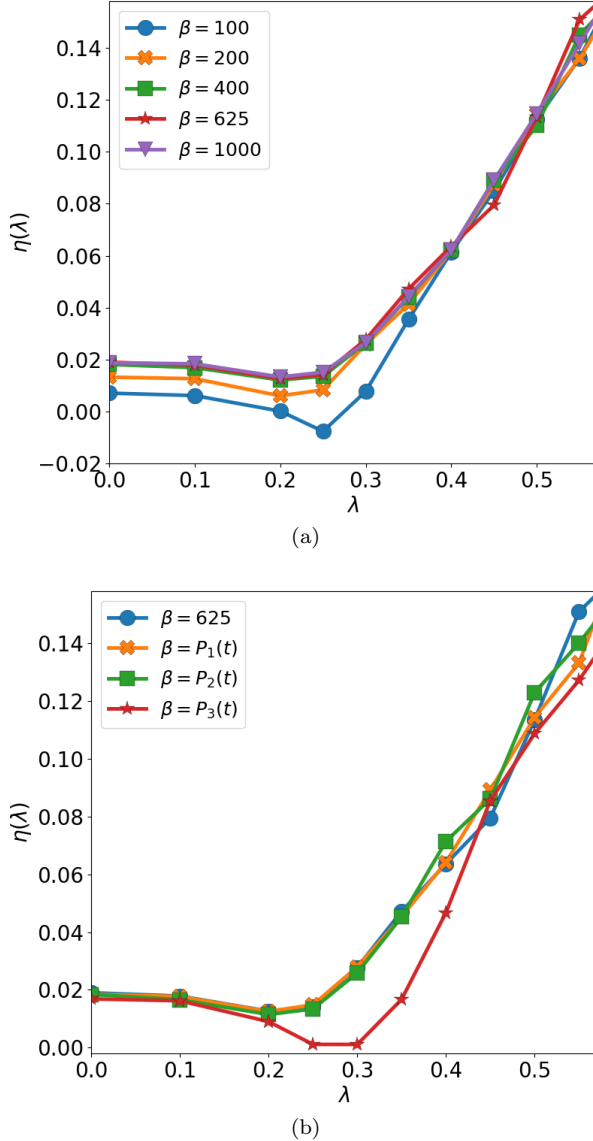 0.14
0.12
0.10
0.08
0.06
0.04
0.02
0.00
−0.02
η(λ)
β = 100
β = 200
β = 400
β = 625
β = 1000
0.0 0.1 0.2 0.3 0.4 0.5
λ
(a)
0.14
0.12
0.10
0.08
0.06
0.04
0.02
0.00
η(λ)
β = 625
β = P₁(t)
β = P₂(t)
β = P₃(t)
0.0 0.1 0.2 0.3 0.4 0.5
λ
(b)